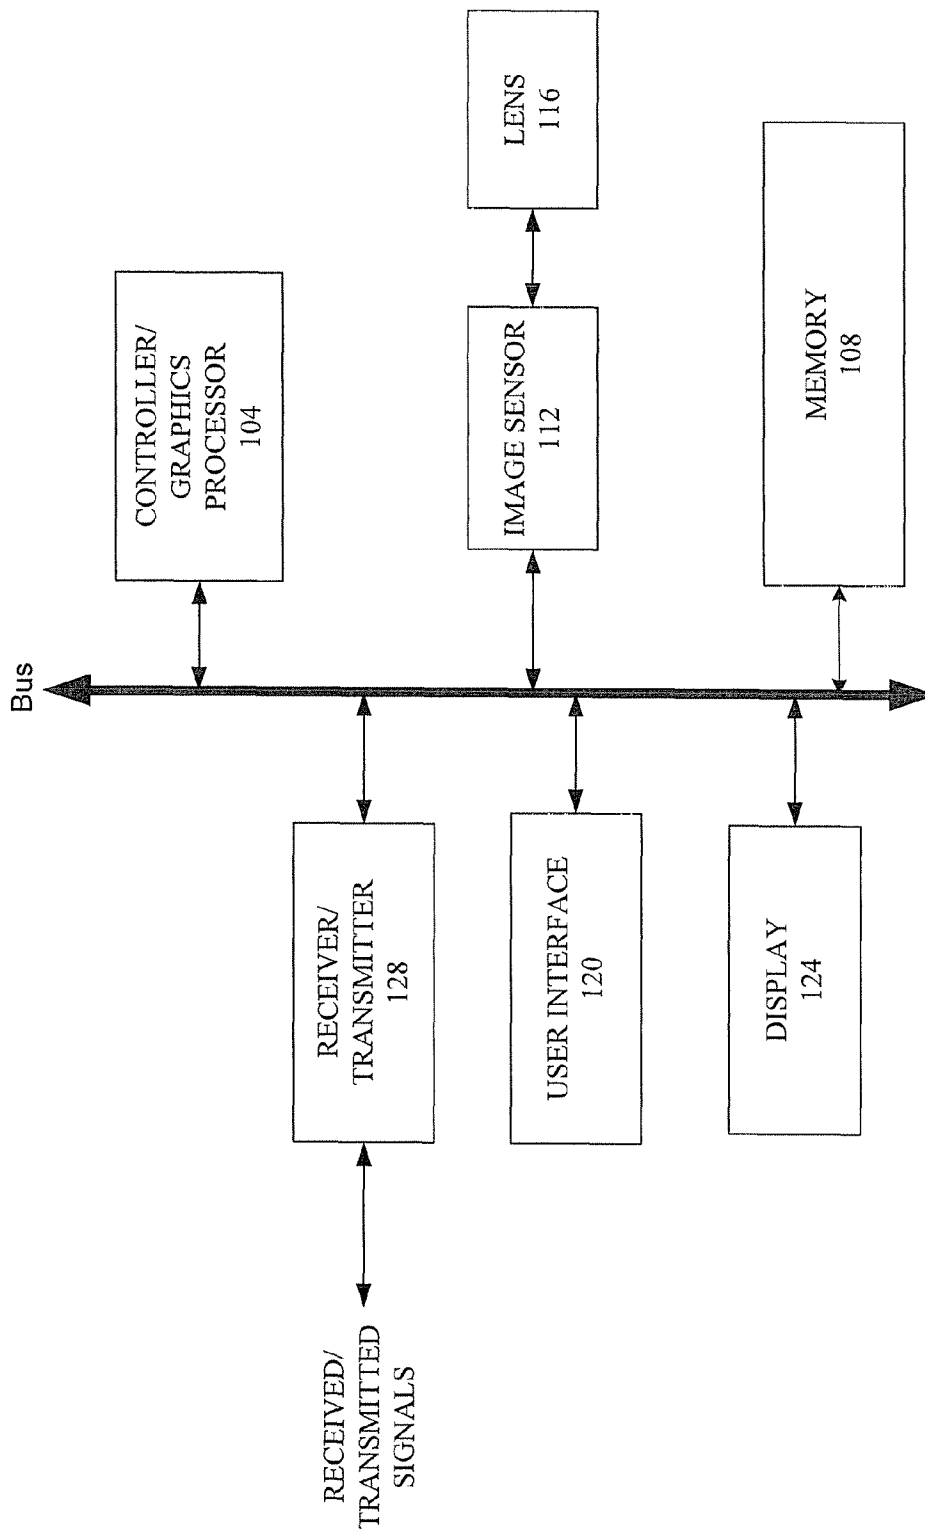 Bus
CONTROLLER/
GRAPHICS
PROCESSOR
104
LENS
116
IMAGE SENSOR
112
MEMORY
108
RECEIVED/
TRANSMITTED
SIGNALS
RECEIVER/
TRANSMITTER
128
USER INTERFACE
120
DISPLAY
124